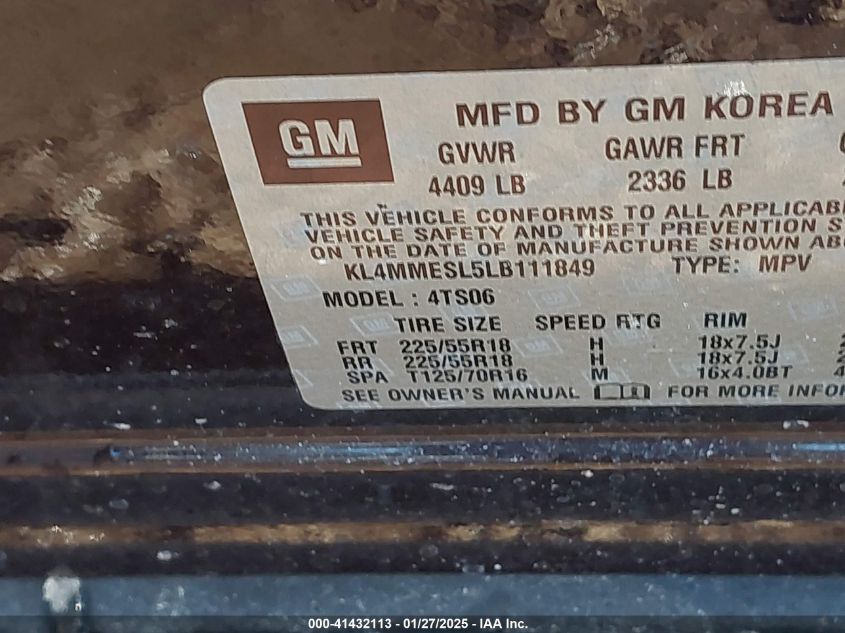 GM
MFD BY GM KOREA
GVWR GAWR FRT
4409 LB 2336 LB
THIS VEHICLE CONFORMS TO ALL APPLICAB
VEHICLE SAFETY AND THEFT PREVENTION S
ON THE DATE OF MANUFACTURE SHOWN AB
KL4MMESL5LB111849 TYPE: MPV
MODEL : 4TS06
TIRE SIZE SPEED RTG RIM
FRT 225/55R18 H 18x7.5J
RR 225/55R18 H 18x7.5J
SPA T125/70R16 M 16x4.0BT
SEE OWNER'S MANUAL FOR MORE INFOR
000-41432113 - 01/27/2025 - © IAA Inc.